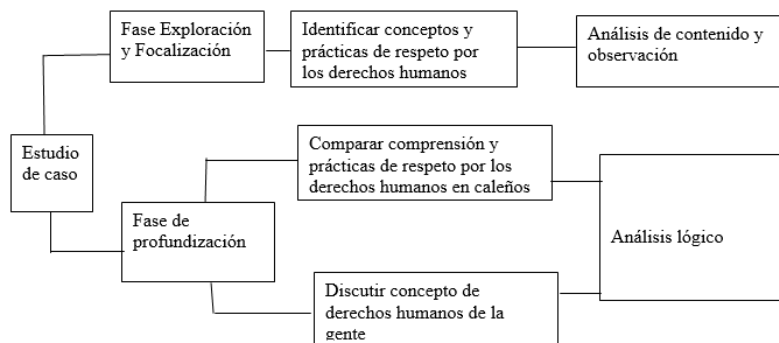 Fase Exploración
y Focalización
Identificar conceptos y
prácticas de respeto por
los derechos humanos
Análisis de contenido y
observación
Estudio
de caso
Fase de
profundización
Comparar comprensión y
prácticas de respeto por los
derechos humanos en caleños
Discutir concepto de
derechos humanos de la
gente
Análisis lógico